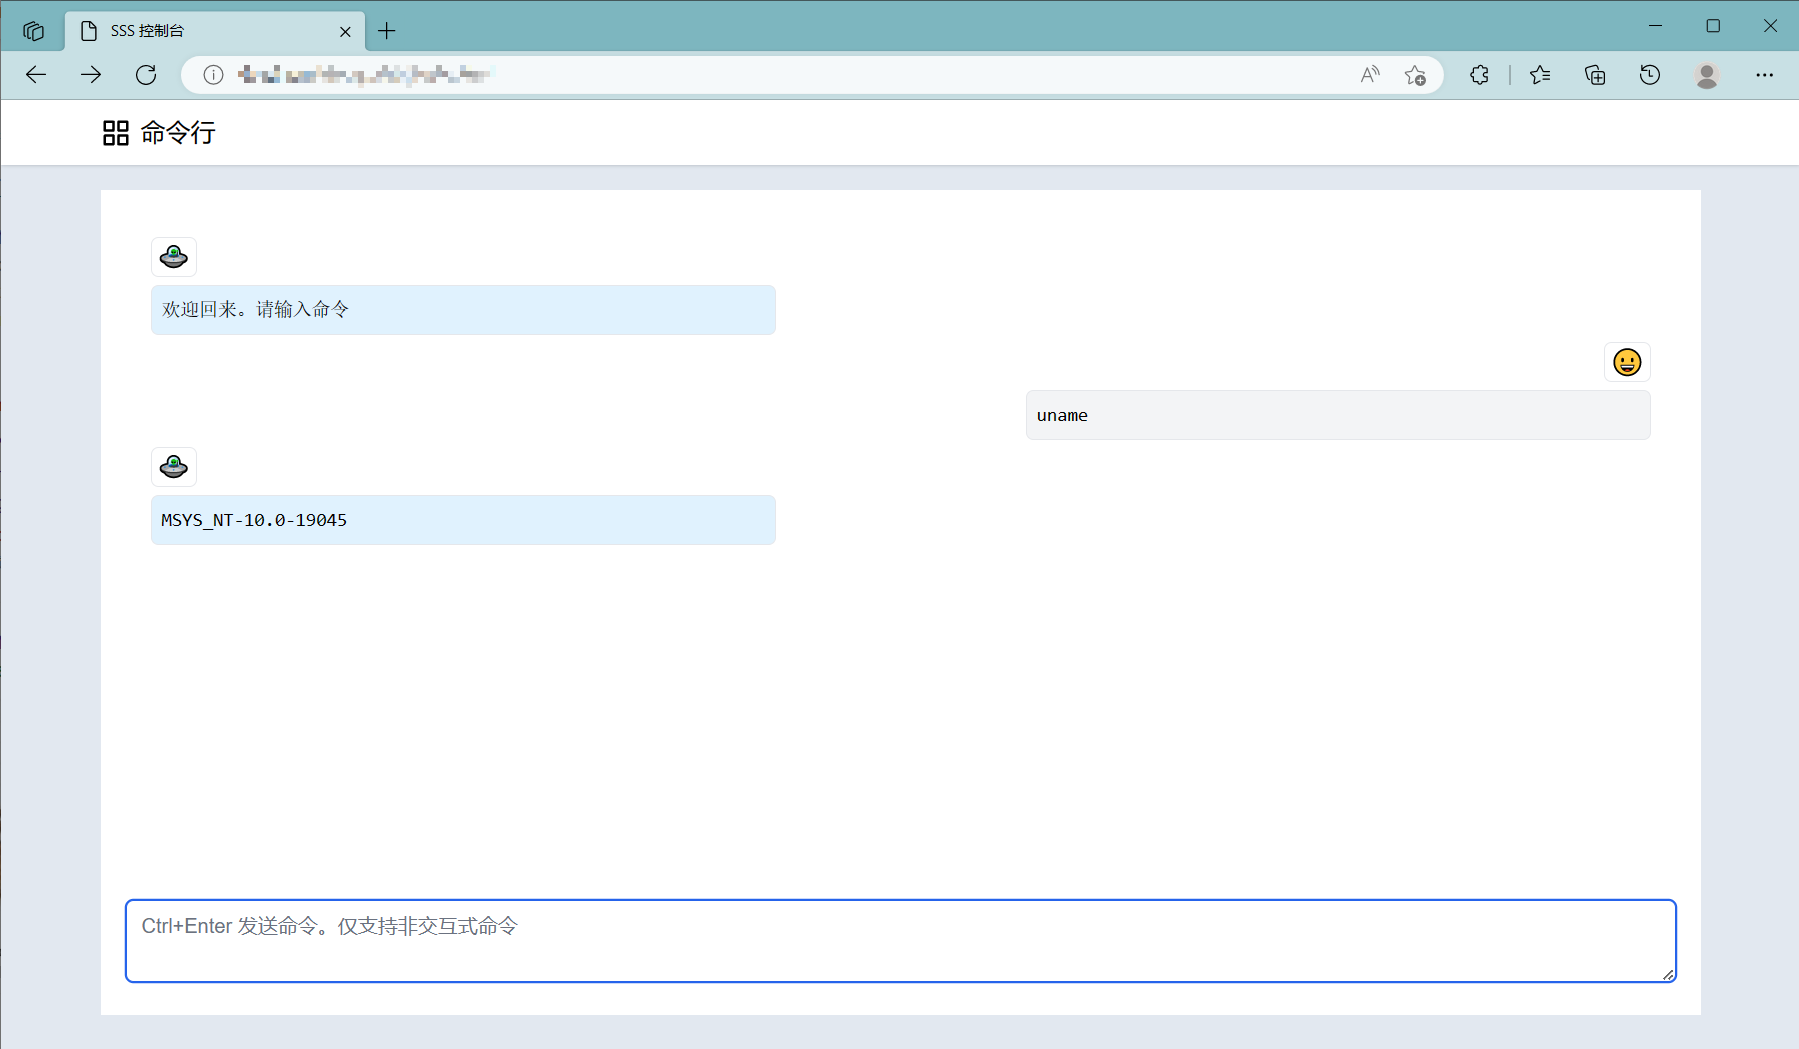 SSS 控制台
命令行
欢迎回来。请输入命令
uname
MSYS_NT-10.0-19045
Ctrl+Enter 发送命令。仅支持非交互式命令